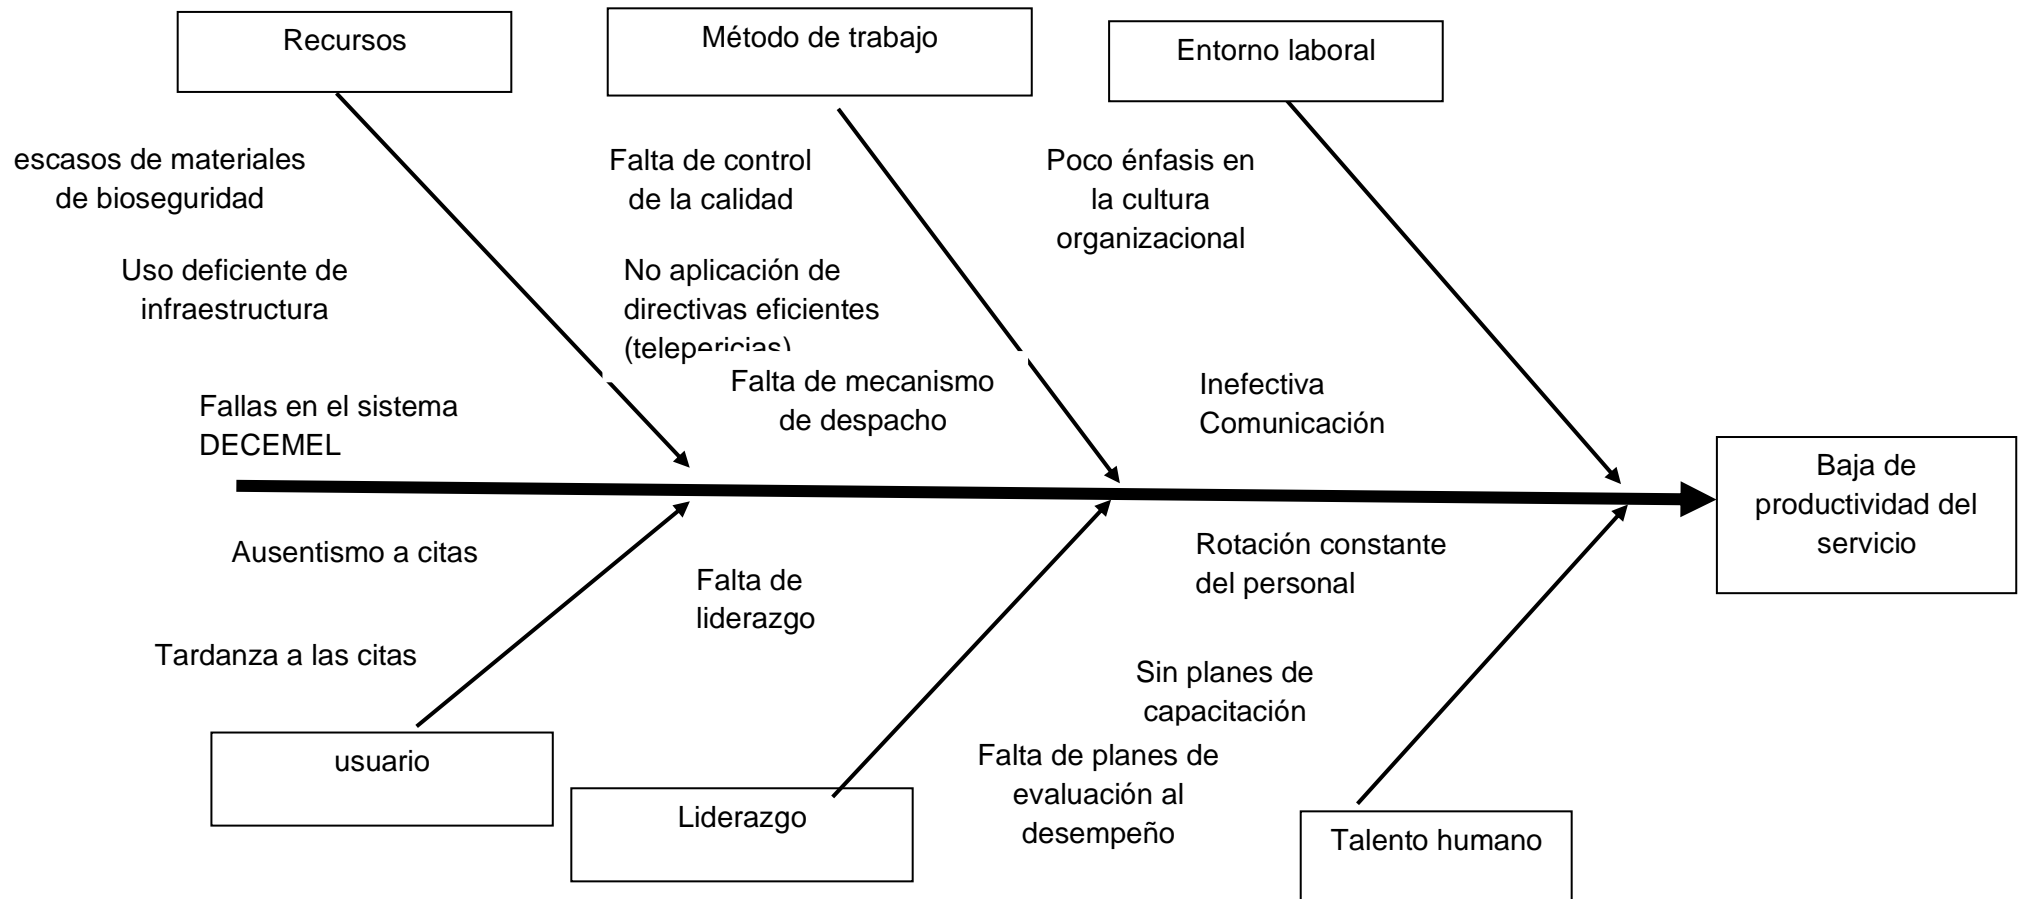 Recursos
Método de trabajo
Entorno laboral
escasos de materiales
de bioseguridad
Uso deficiente de
infraestructura
Fallas en el sistema
DECEMEL
Falta de control
de la calidad
No aplicación de
directivas eficientes
(telepericias)
Falta de mecanismo
de despacho
Poco énfasis en
la cultura
organizacional
Inefectiva
Comunicación
Baja de
productividad del
servicio
Ausentismo a citas
Tardanza a las citas
usuario
Falta de
liderazgo
Liderazgo
Rotación constante
del personal
Sin planes de
capacitación
Falta de planes de
evaluación al
desempeño
Talento humano